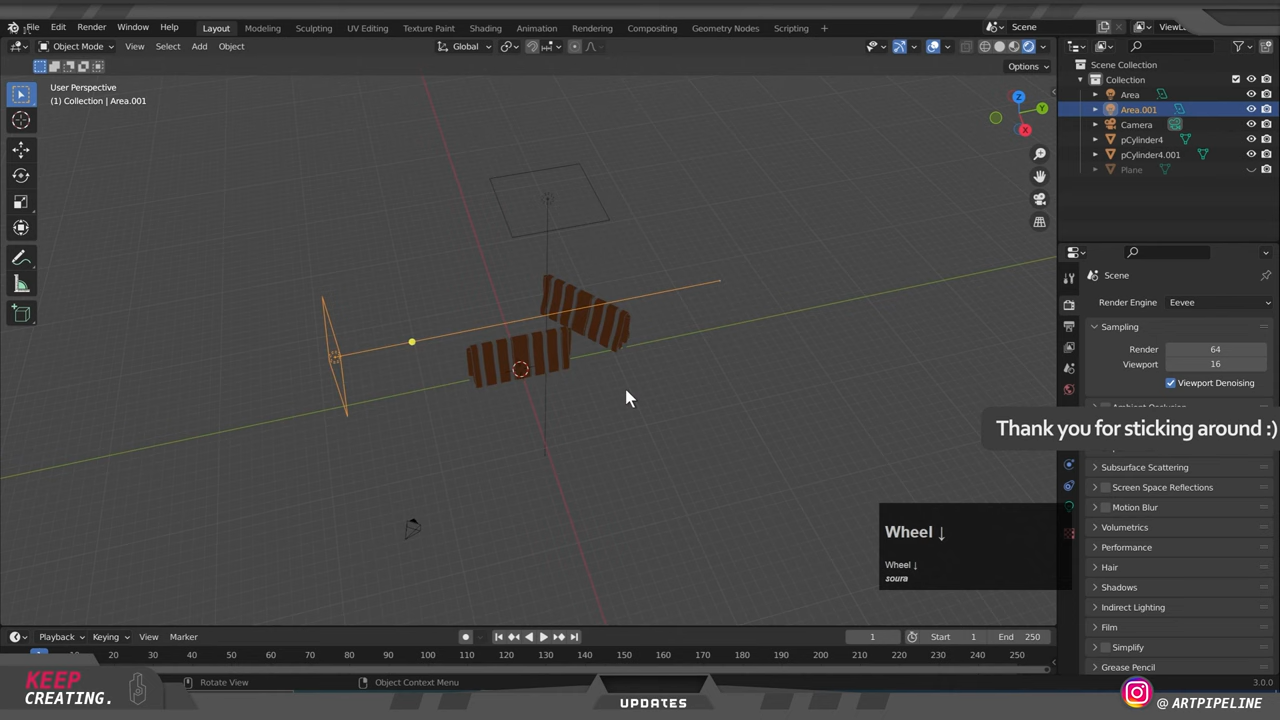 File Edit Render Window Help Layout Modeling Sculpting UV Editing Texture Paint Shading Animation Rendering Compositing Geometry Nodes Scripting + Scene ViewL
Object Mode View Select Add Object Global
Options
User Perspective
(1) Collection | Area.001
Z
Y
X
Scene Collection
Collection
Area
Area.001
Camera
pCylinder4
pCylinder4.001
Plane
Scene
Render Engine Eevee
Sampling
Render 64
Viewport 16
Viewport Denoising
Ambient Occlusion
Thank you for sticking around :)
Subsurface Scattering
Screen Space Reflections
Motion Blur
Volumetrics
Performance
Hair
Shadows
Indirect Lighting
Film
Simplify
Grease Pencil
Wheel ↓
Wheel ↓
soura
Playback Keying View Marker 1 Start 1 End 250
1 10 20 30 40 50 60 70 80 90 100 110 120 130 140 150 160 170 180 190 200 210 220 230 240 250
Rotate View Object Context Menu 3.0.0
KEEP
CREATING.
UPDATES
@ ARTPIPELINE